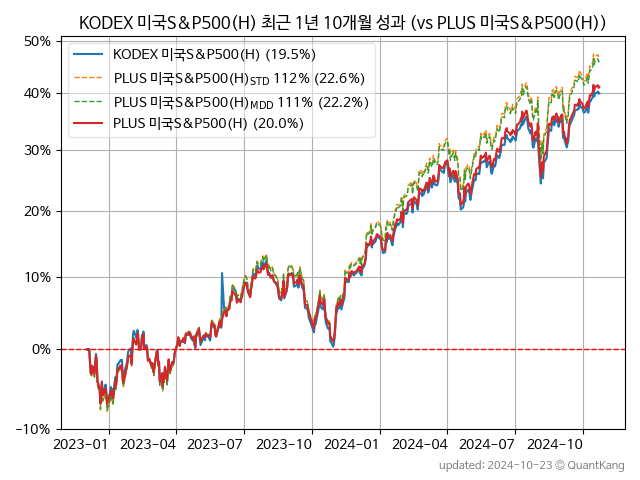 KODEX 미국S&P500(H) 최근 1년 10개월 성과 (vs PLUS 미국S&P500(H))
50%
40%
30%
20%
10%
0%
−10%
KODEX 미국S&P500(H) (19.5%)
PLUS 미국S&P500(H)STD 112% (22.6%)
PLUS 미국S&P500(H)MDD 111% (22.2%)
PLUS 미국S&P500(H) (20.0%)
2023-01 2023-04 2023-07 2023-10 2024-01 2024-04 2024-07 2024-10
updated: 2024-10-23 © QuantKang